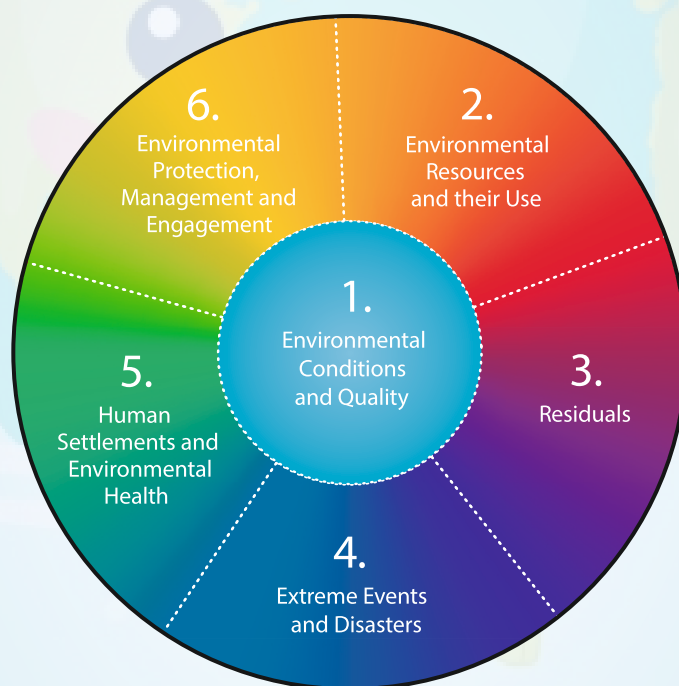 1.
Environmental
Conditions
and Quality
2.
Environmental
Resources
and their Use
3.
Residuals
4.
Extreme Events
and Disasters
5.
Human
Settlements and
Environmental
Health
6.
Environmental
Protection,
Management and
Engagement